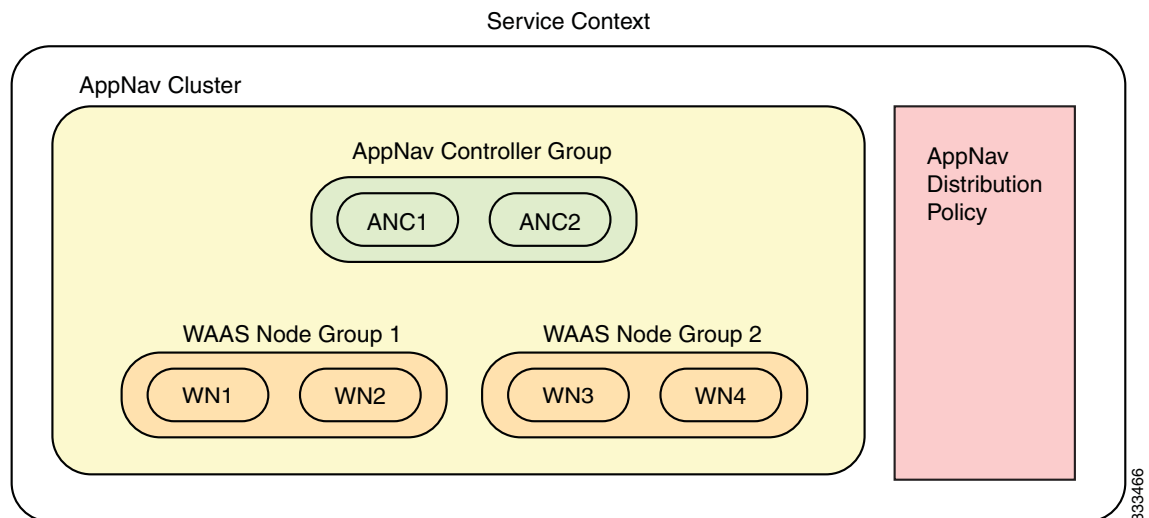 Service Context
AppNav Cluster
AppNav Controller Group
ANC1
ANC2
AppNav
Distribution
Policy
WAAS Node Group 1
WAAS Node Group 2
WN1
WN2
WN3
WN4
333466